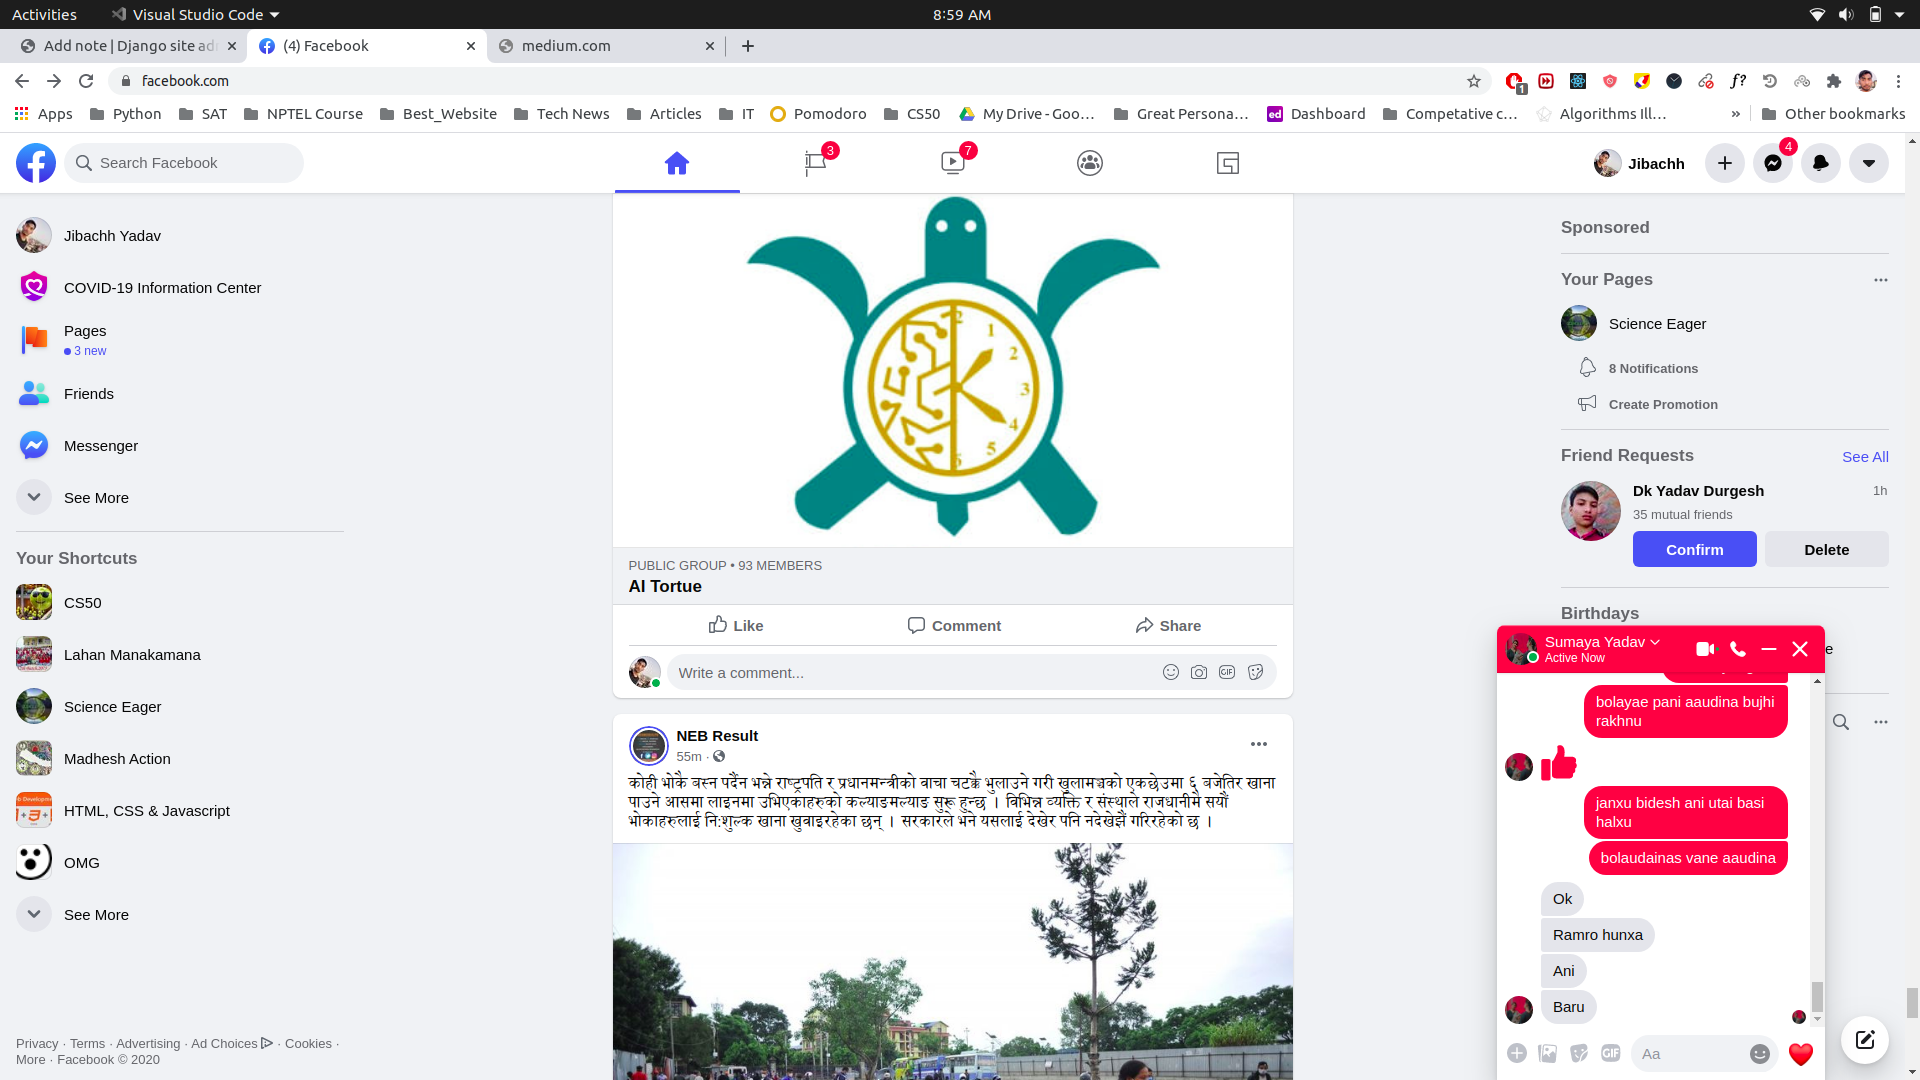 Activities
Visual Studio Code
8:59 AM
Add note | Django site ad
(4) Facebook
medium.com
facebook.com
1
Apps
Python
SAT
NPTEL Course
Best_Website
Tech News
Articles
IT
Pomodoro
CS50
My Drive - Goo...
Great Persona...
Dashboard
Competative c...
Algorithms Ill...
»
Other bookmarks
Search Facebook
3
7
Jibachh
4
Jibachh Yadav
COVID-19 Information Center
Pages
3 new
Friends
Messenger
See More
Your Shortcuts
CS50
Lahan Manakamana
Science Eager
Madhesh Action
HTML, CSS & Javascript
OMG
See More
Privacy · Terms · Advertising · Ad Choices · Cookies ·
More · Facebook © 2020
1
2
3
4
5
PUBLIC GROUP • 93 MEMBERS
AI Tortue
Like
Comment
Share
Write a comment...
GIF
NEB Result
55m ·
कोही भोकै बस्न पर्दैन भन्ने राष्ट्रपति र प्रधानमन्त्रीको वाचा चटक्कै भुलाउने गरी खुलामञ्चको एकछेउमा ६ बजेतिर खाना
पाउने आसमा लाइनमा उभिएकाहरुको कल्याङमल्याङ सुरू हुन्छ । विभिन्न व्यक्ति र संस्थाले राजधानीमै सयौं
भोकाहरुलाई नि:शुल्क खाना खुवाइरहेका छन् । सरकारले भने यसलाई देखेर पनि नदेखेझैं गरिरहेको छ ।
Sponsored
Your Pages
Science Eager
8 Notifications
Create Promotion
Friend Requests
See All
Dk Yadav Durgesh
1h
35 mutual friends
Confirm
Delete
Birthdays
Sumaya Yadav
Active Now
bolayae pani aaudina bujhi
rakhnu
janxu bidesh ani utai basi
halxu
bolaudainas vane aaudina
Ok
Ramro hunxa
Ani
Baru
GIF
Aa